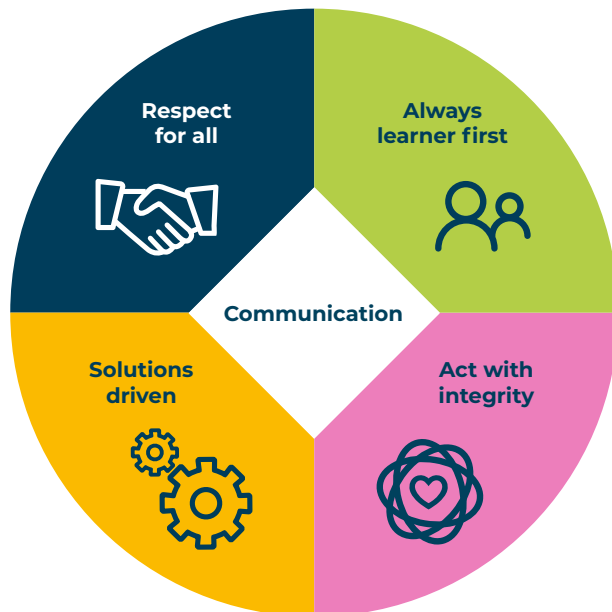 Respect
for all
Always
learner first
Communication
Solutions
driven
Act with
integrity